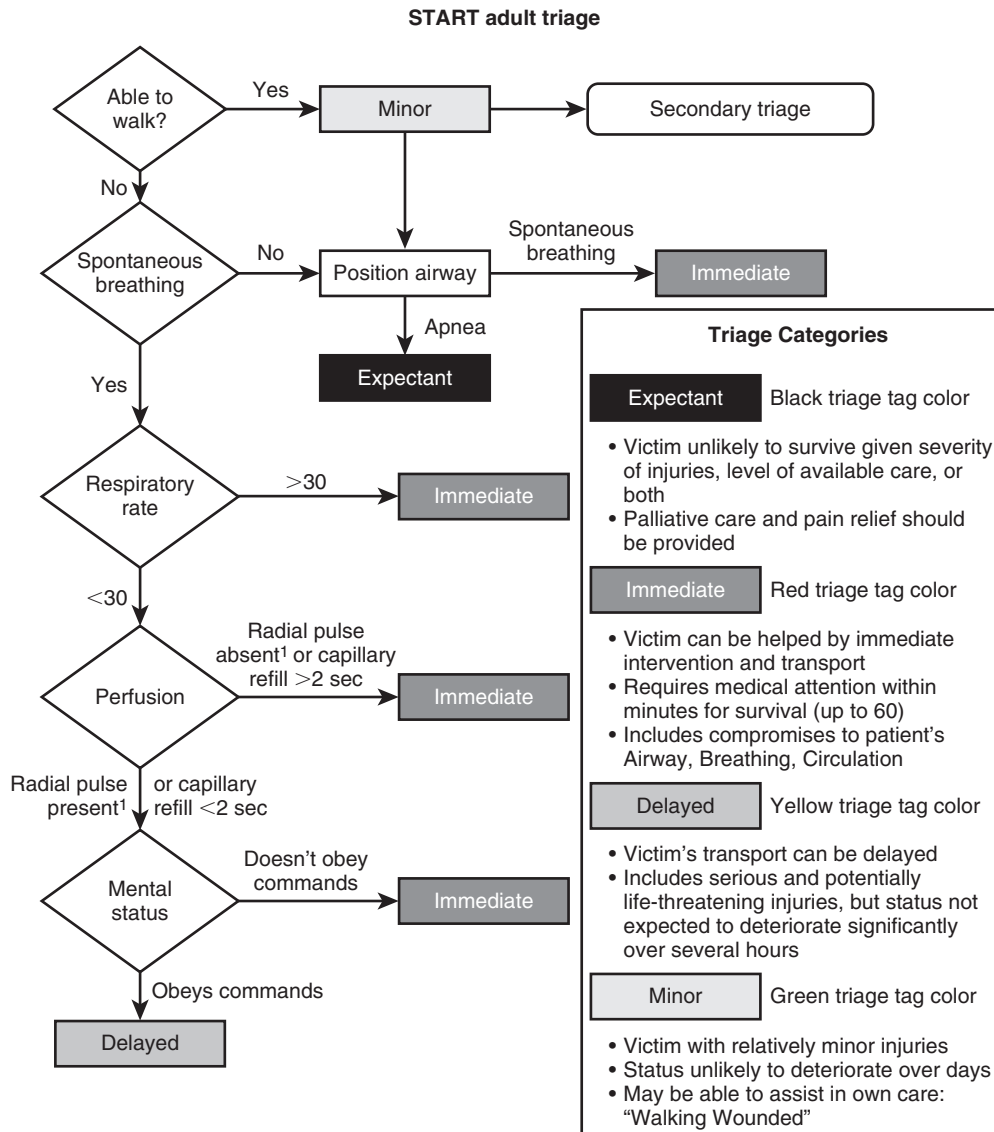 START adult triage
Able to
walk?
Yes
Minor
Secondary triage
No
Spontaneous
breathing
No
Position airway
Spontaneous
breathing
Immediate
Apnea
Expectant
Yes
Respiratory
rate
>30
Immediate
<30
Perfusion
Radial pulse
absent¹ or capillary
refill >2 sec
Immediate
Radial pulse
present¹
or capillary
refill <2 sec
Mental
status
Doesn't obey
commands
Immediate
Obeys commands
Delayed
Triage Categories
Expectant Black triage tag color
• Victim unlikely to survive given severity
of injuries, level of available care, or
both
• Palliative care and pain relief should
be provided
Immediate Red triage tag color
• Victim can be helped by immediate
intervention and transport
• Requires medical attention within
minutes for survival (up to 60)
• Includes compromises to patient's
Airway, Breathing, Circulation
Delayed Yellow triage tag color
• Victim's transport can be delayed
• Includes serious and potentially
life-threatening injuries, but status not
expected to deteriorate significantly
over several hours
Minor Green triage tag color
• Victim with relatively minor injuries
• Status unlikely to deteriorate over days
• May be able to assist in own care:
“Walking Wounded”